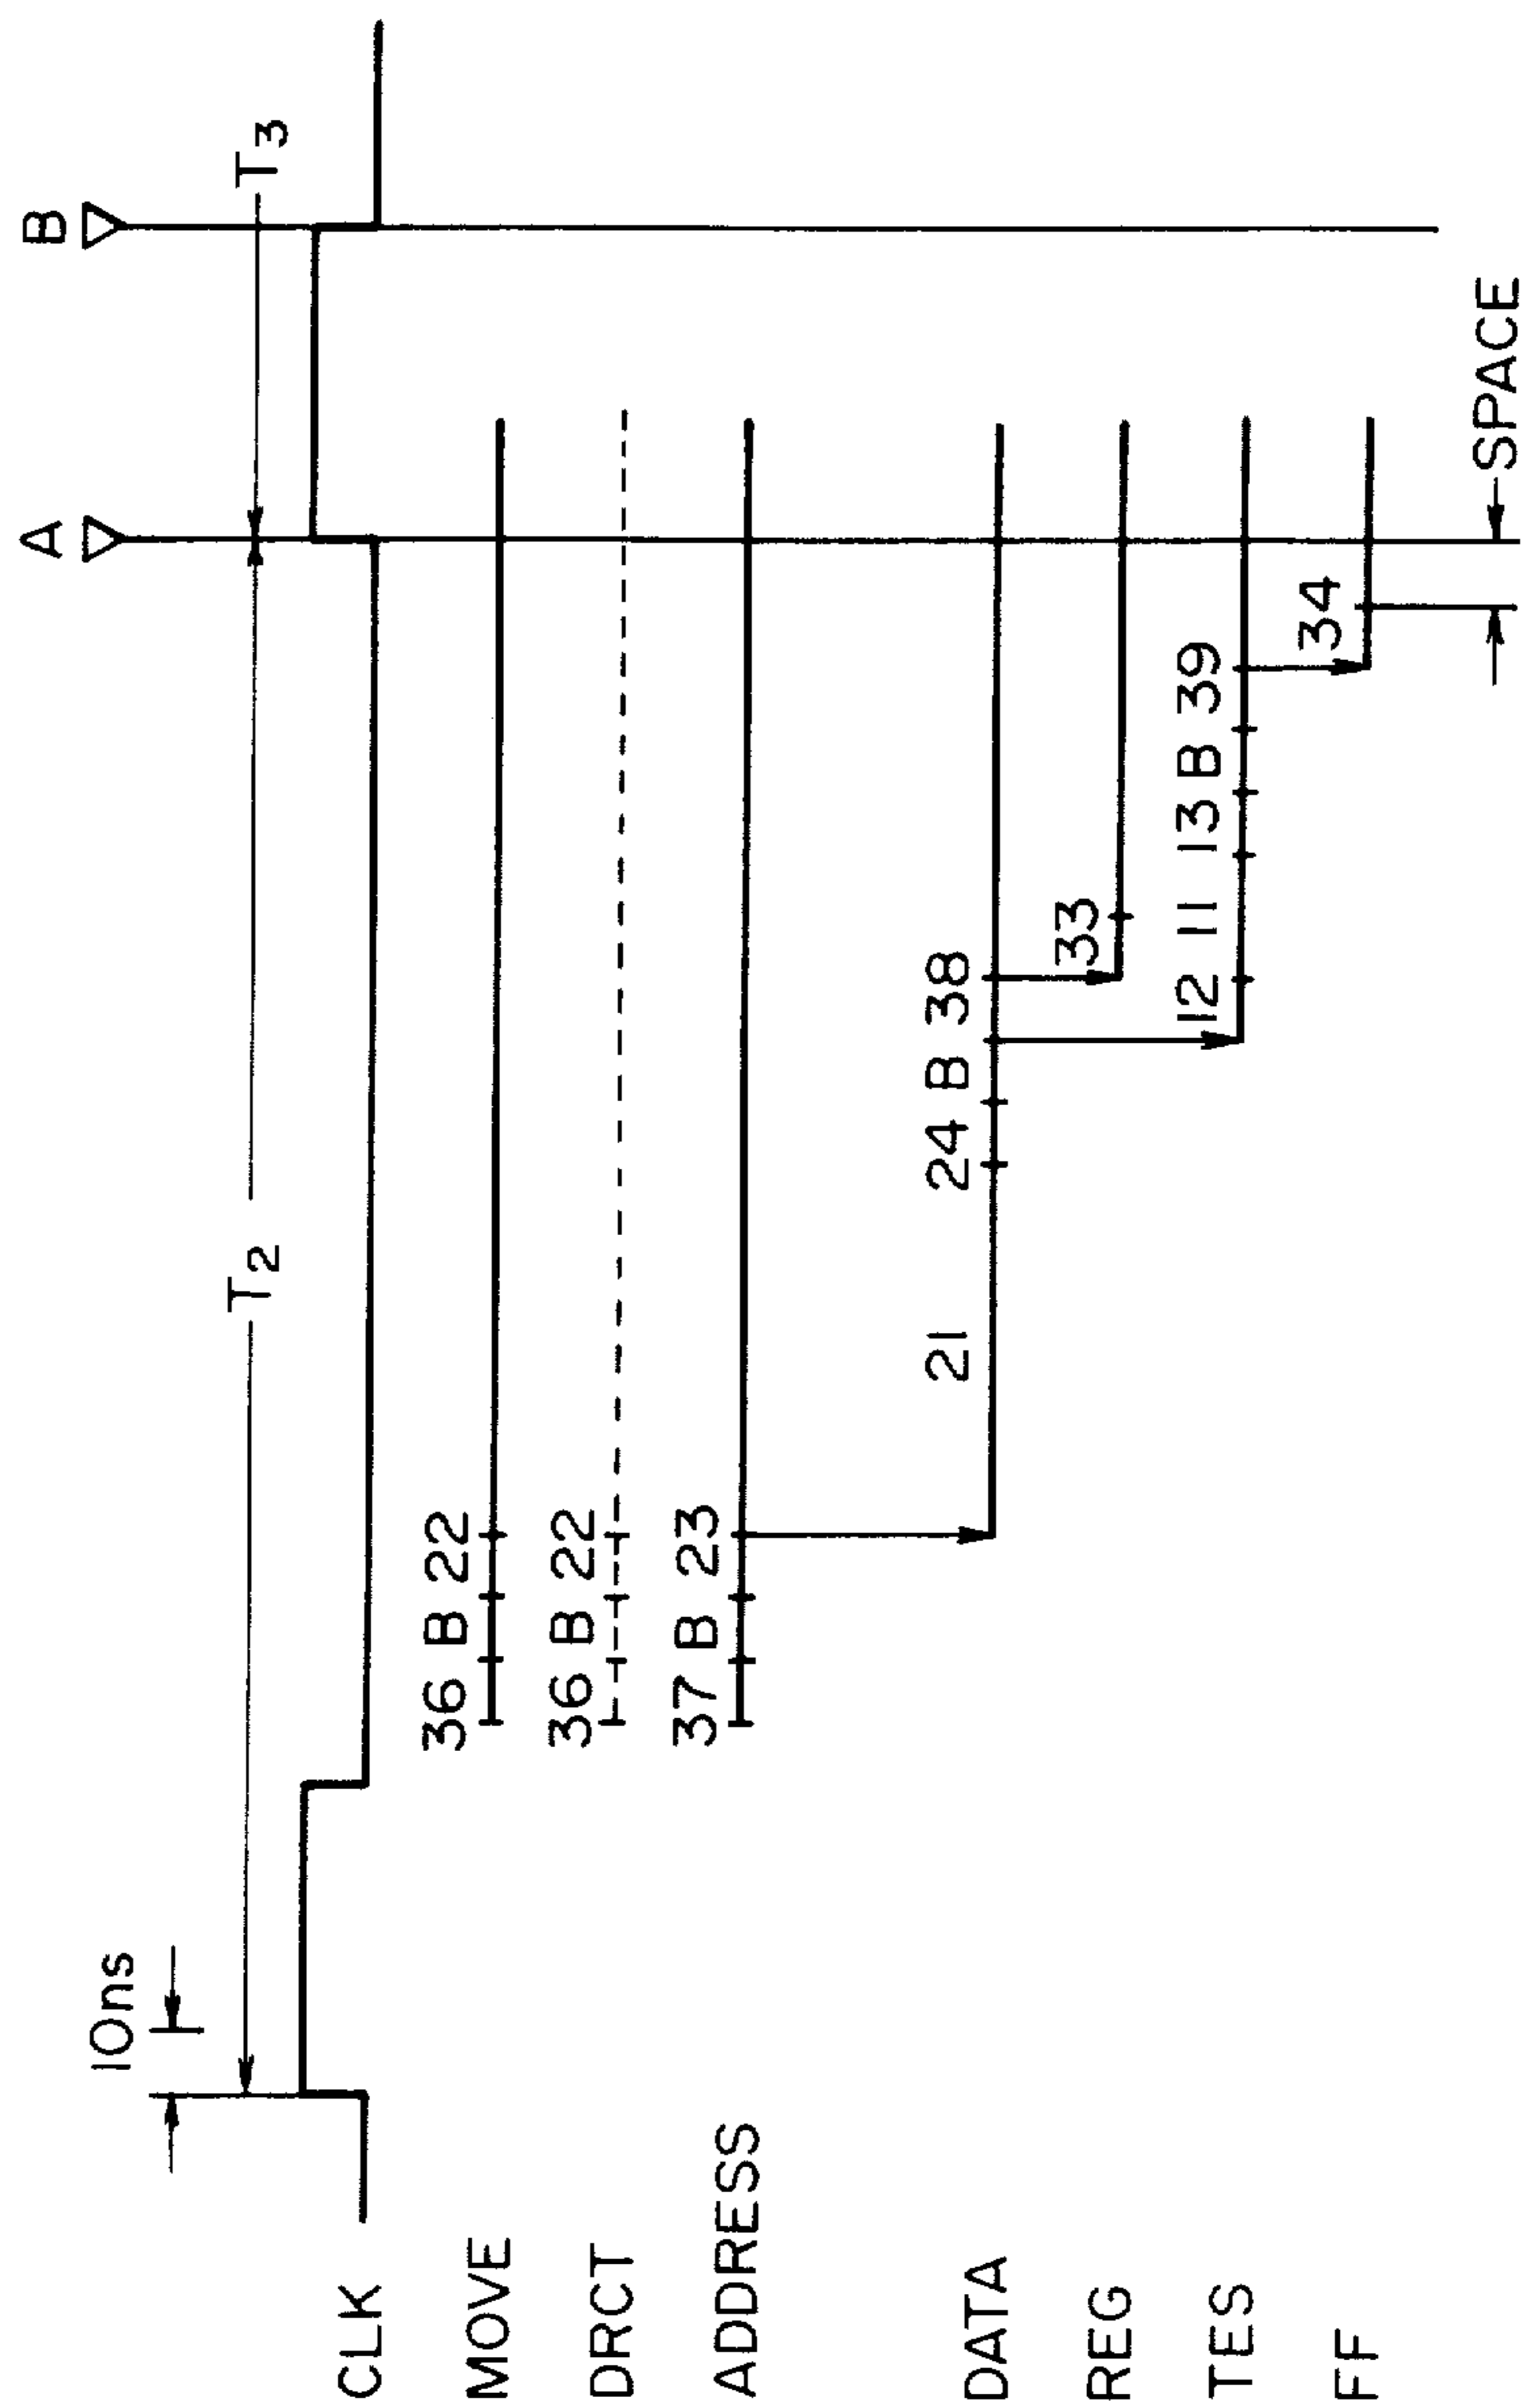 A B
10ns
T2 T3
CLK
MOVE 36 B 22
DRCT 36 B 22
ADDRESS 37 B 23
DATA 21 24 B 38
REG 33
TES 12 11 13 B 39
FF 34
SPACE